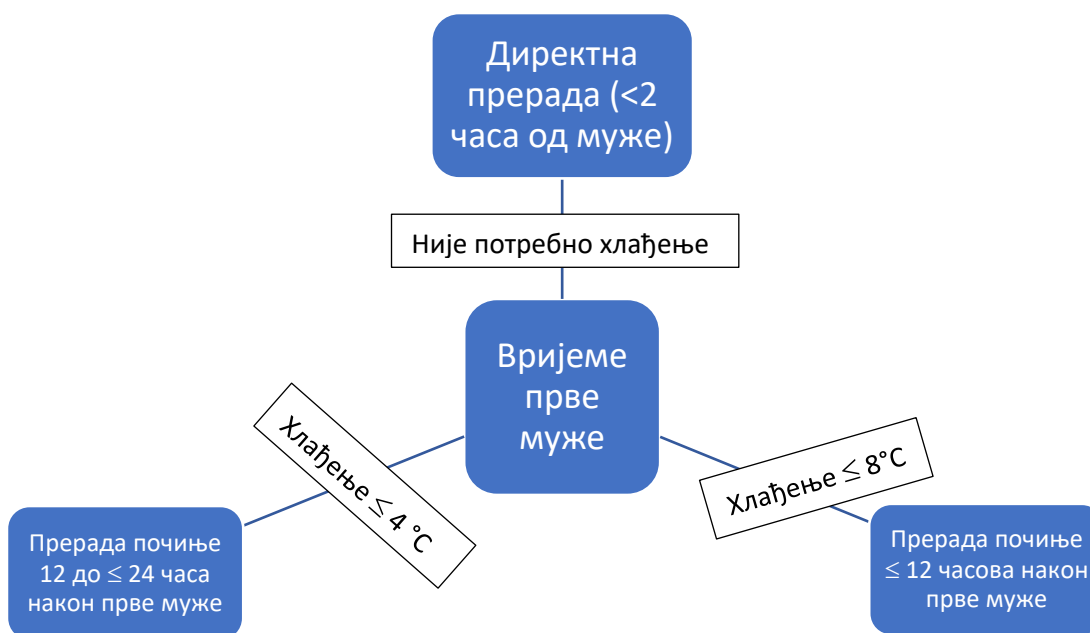 Директна
прерада (<2
часа од муже)
Није потребно хлађење
Вријеме
прве
муже
Хлађење ≤ 4 °C
Хлађење ≤ 8°C
Прерада почиње
12 до ≤ 24 часа
након прве муже
Прерада почиње
≤ 12 часова након
прве муже